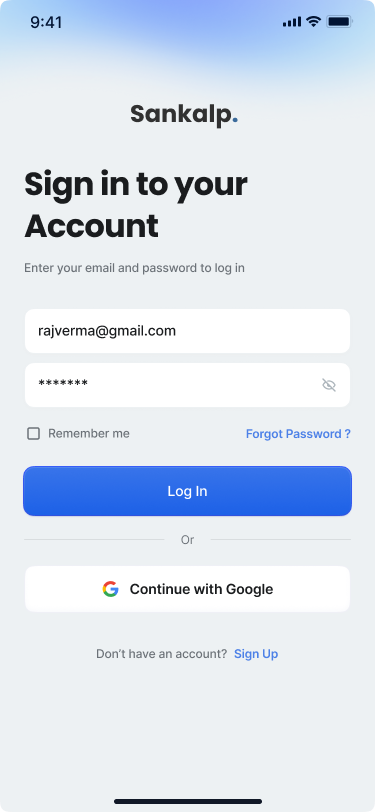 9:41
Sankalp.
Sign in to your
Account
Enter your email and password to log in
rajverma@gmail.com
*******
Remember me
Forgot Password ?
Log In
Or
Continue with Google
Don't have an account? Sign Up